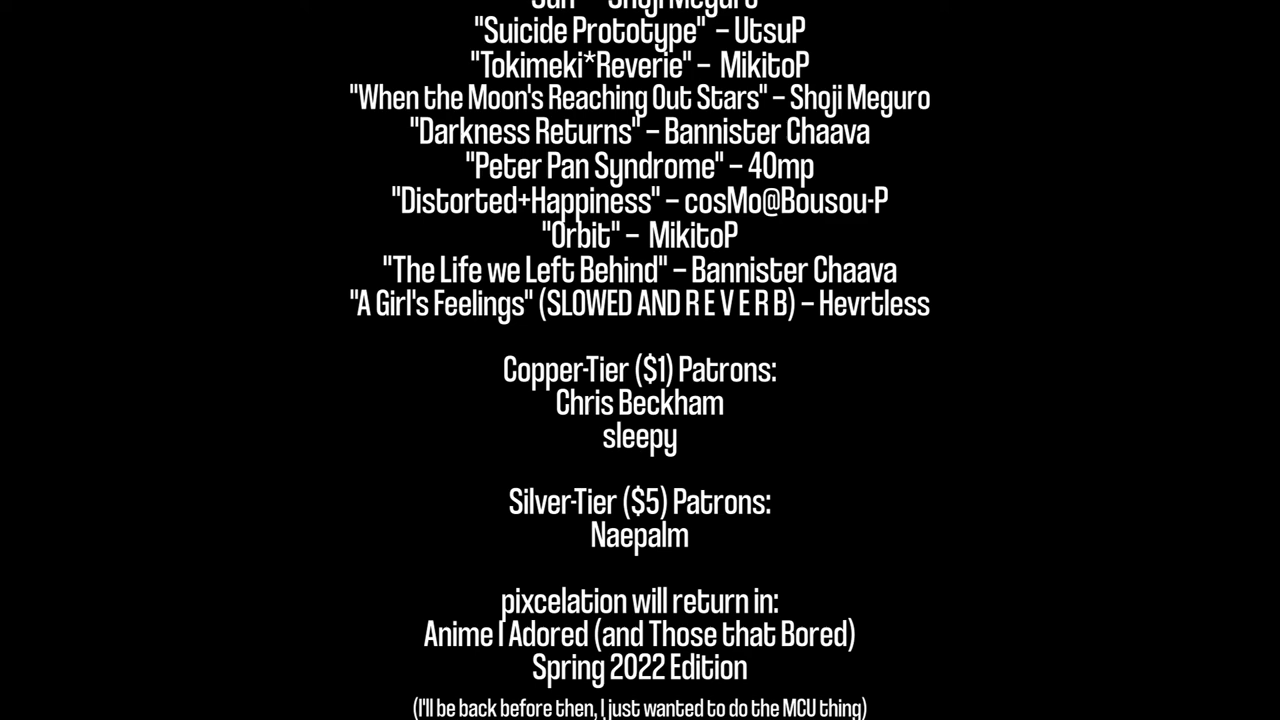 "Sun" – Shoji Meguro
"Suicide Prototype" – UtsuP
"Tokimeki*Reverie" – MikitoP
"When the Moon's Reaching Out Stars" – Shoji Meguro
"Darkness Returns" – Bannister Chaava
"Peter Pan Syndrome" – 40mp
"Distorted+Happiness" – cosMo@Bousou-P
"Orbit" – MikitoP
"The Life we Left Behind" – Bannister Chaava
"A Girl's Feelings" (SLOWED AND R E V E R B) – Hevrtless
Copper-Tier ($1) Patrons:
Chris Beckham
sleepy
Silver-Tier ($5) Patrons:
Naepalm
pixcelation will return in:
Anime I Adored (and Those that Bored)
Spring 2022 Edition
(I'll be back before then, I just wanted to do the MCU thing)